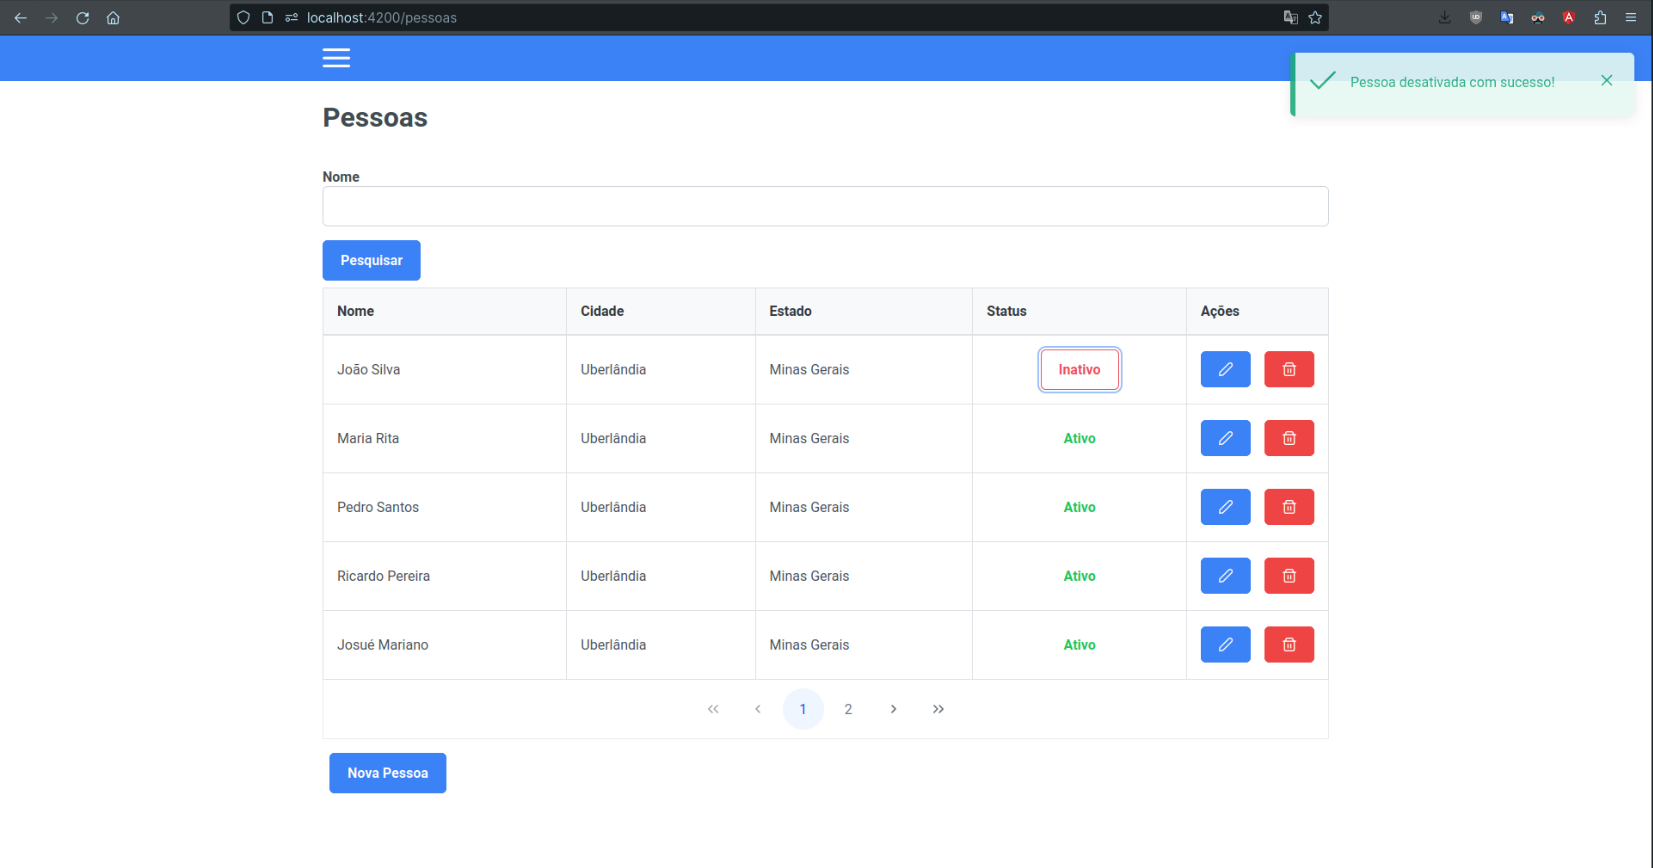 localhost:4200/pessoas
Pessoa desativada com sucesso!
Pessoas
Nome
Pesquisar
Nome Cidade Estado Status Ações
João Silva Uberlândia Minas Gerais Inativo
Maria Rita Uberlândia Minas Gerais Ativo
Pedro Santos Uberlândia Minas Gerais Ativo
Ricardo Pereira Uberlândia Minas Gerais Ativo
Josué Mariano Uberlândia Minas Gerais Ativo
« ‹ 1 2 › »
Nova Pessoa